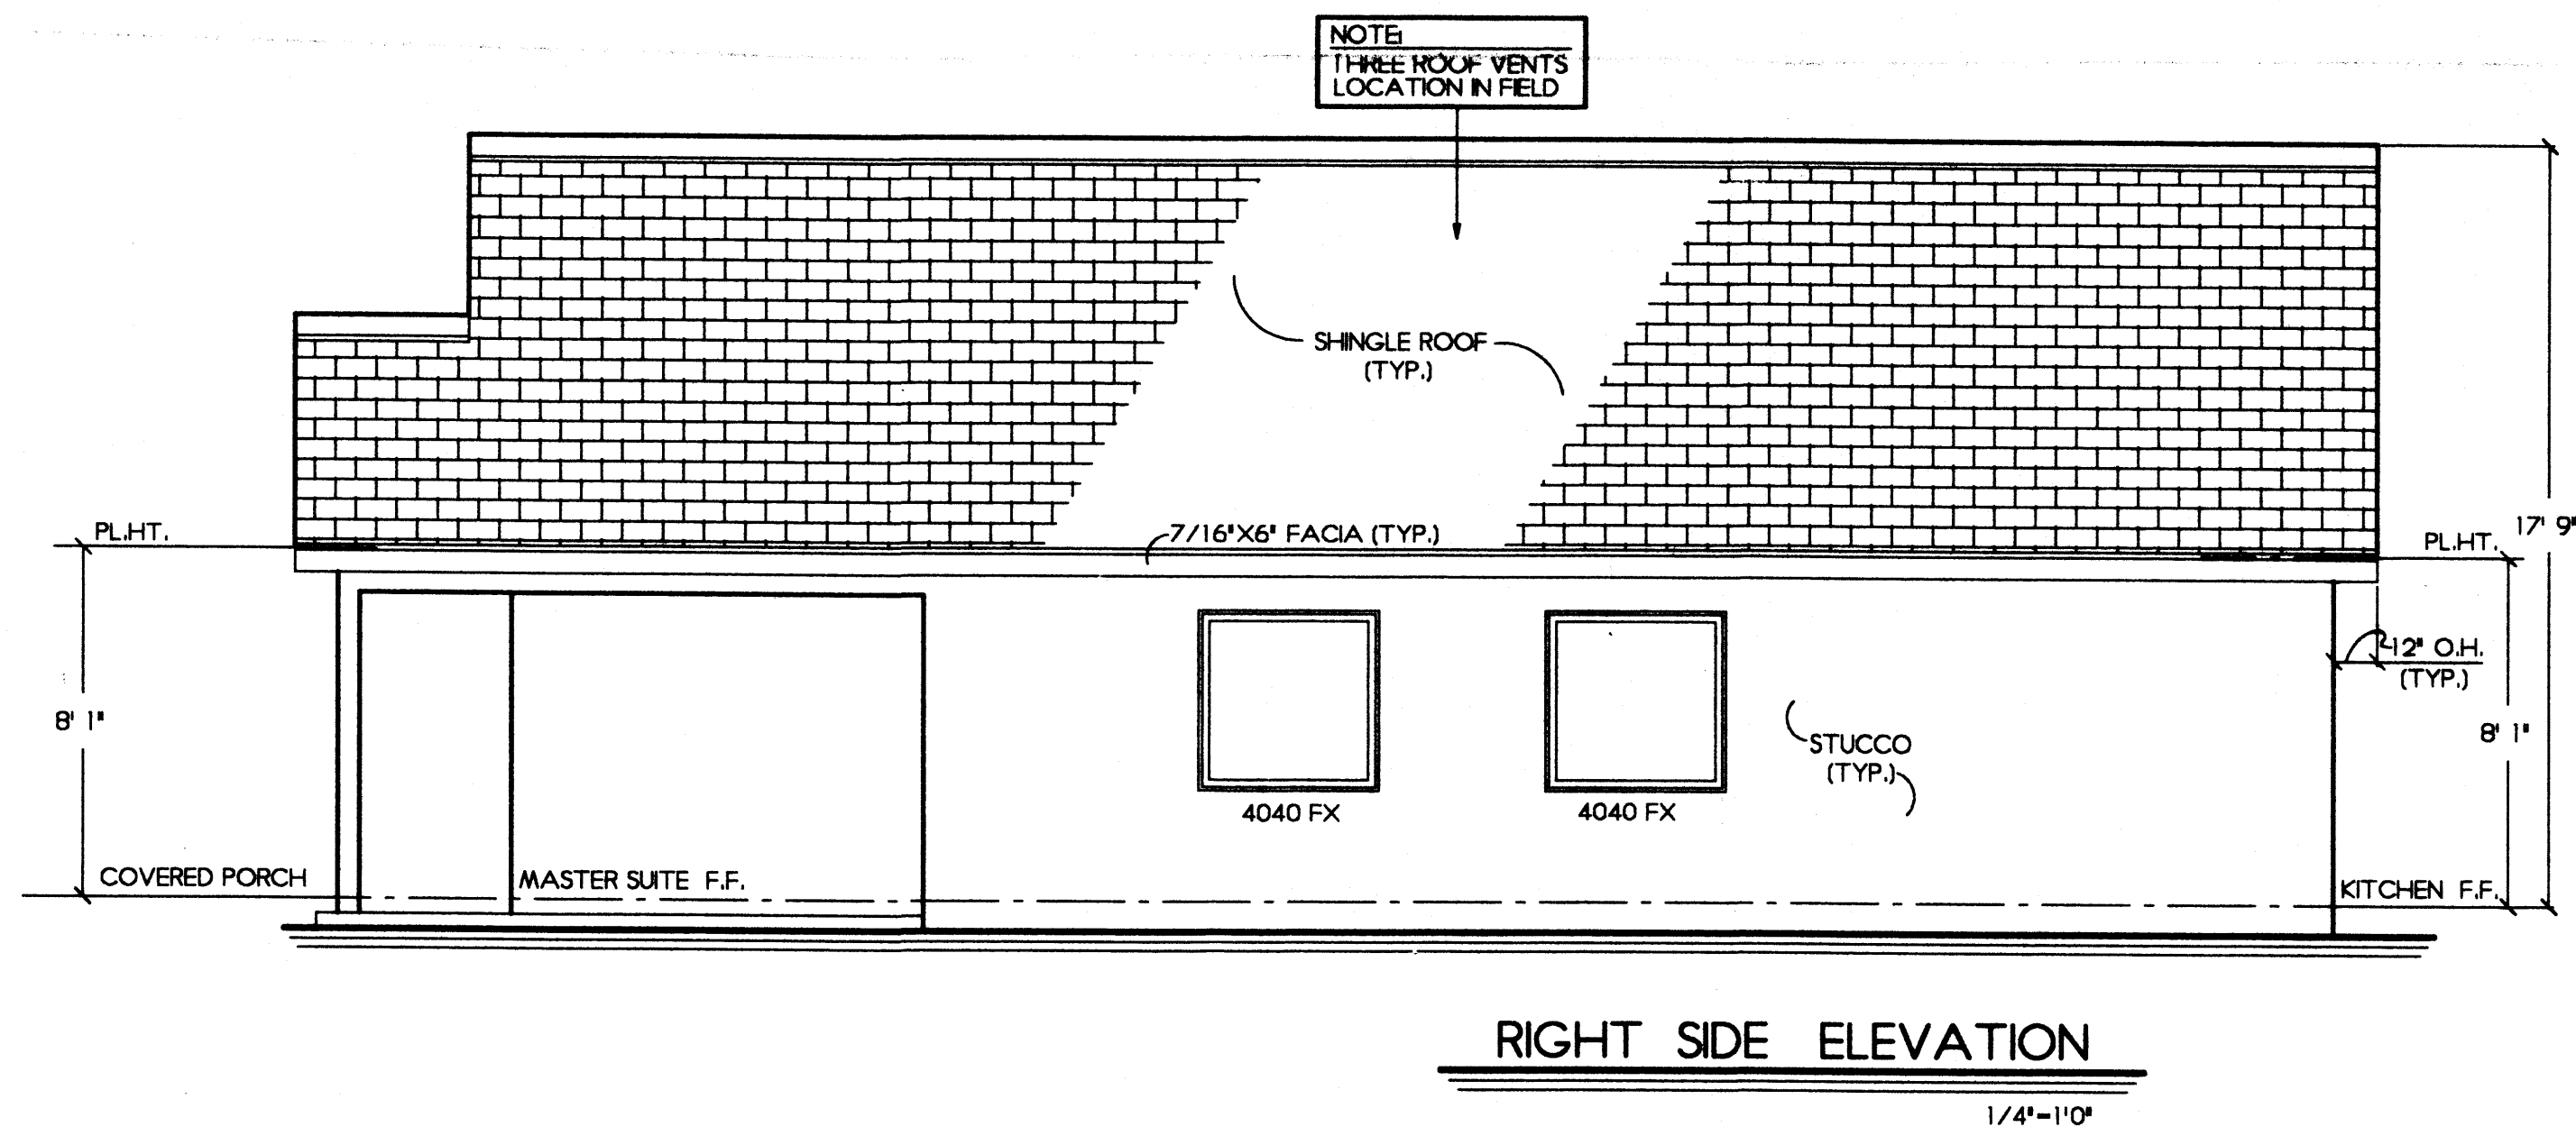 NOTE:
THREE ROOF VENTS
LOCATION IN FIELD
SHINGLE ROOF
(TYP.)
PL.HT.
7/16"X6" FACIA (TYP.)
17' 9"
PL.HT.
12" O.H.
(TYP.)
8' 1"
8' 1"
STUCCO
(TYP.)
4040 FX
4040 FX
COVERED PORCH
MASTER SUITE F.F.
KITCHEN F.F.
RIGHT SIDE ELEVATION
1/4"-1'0"